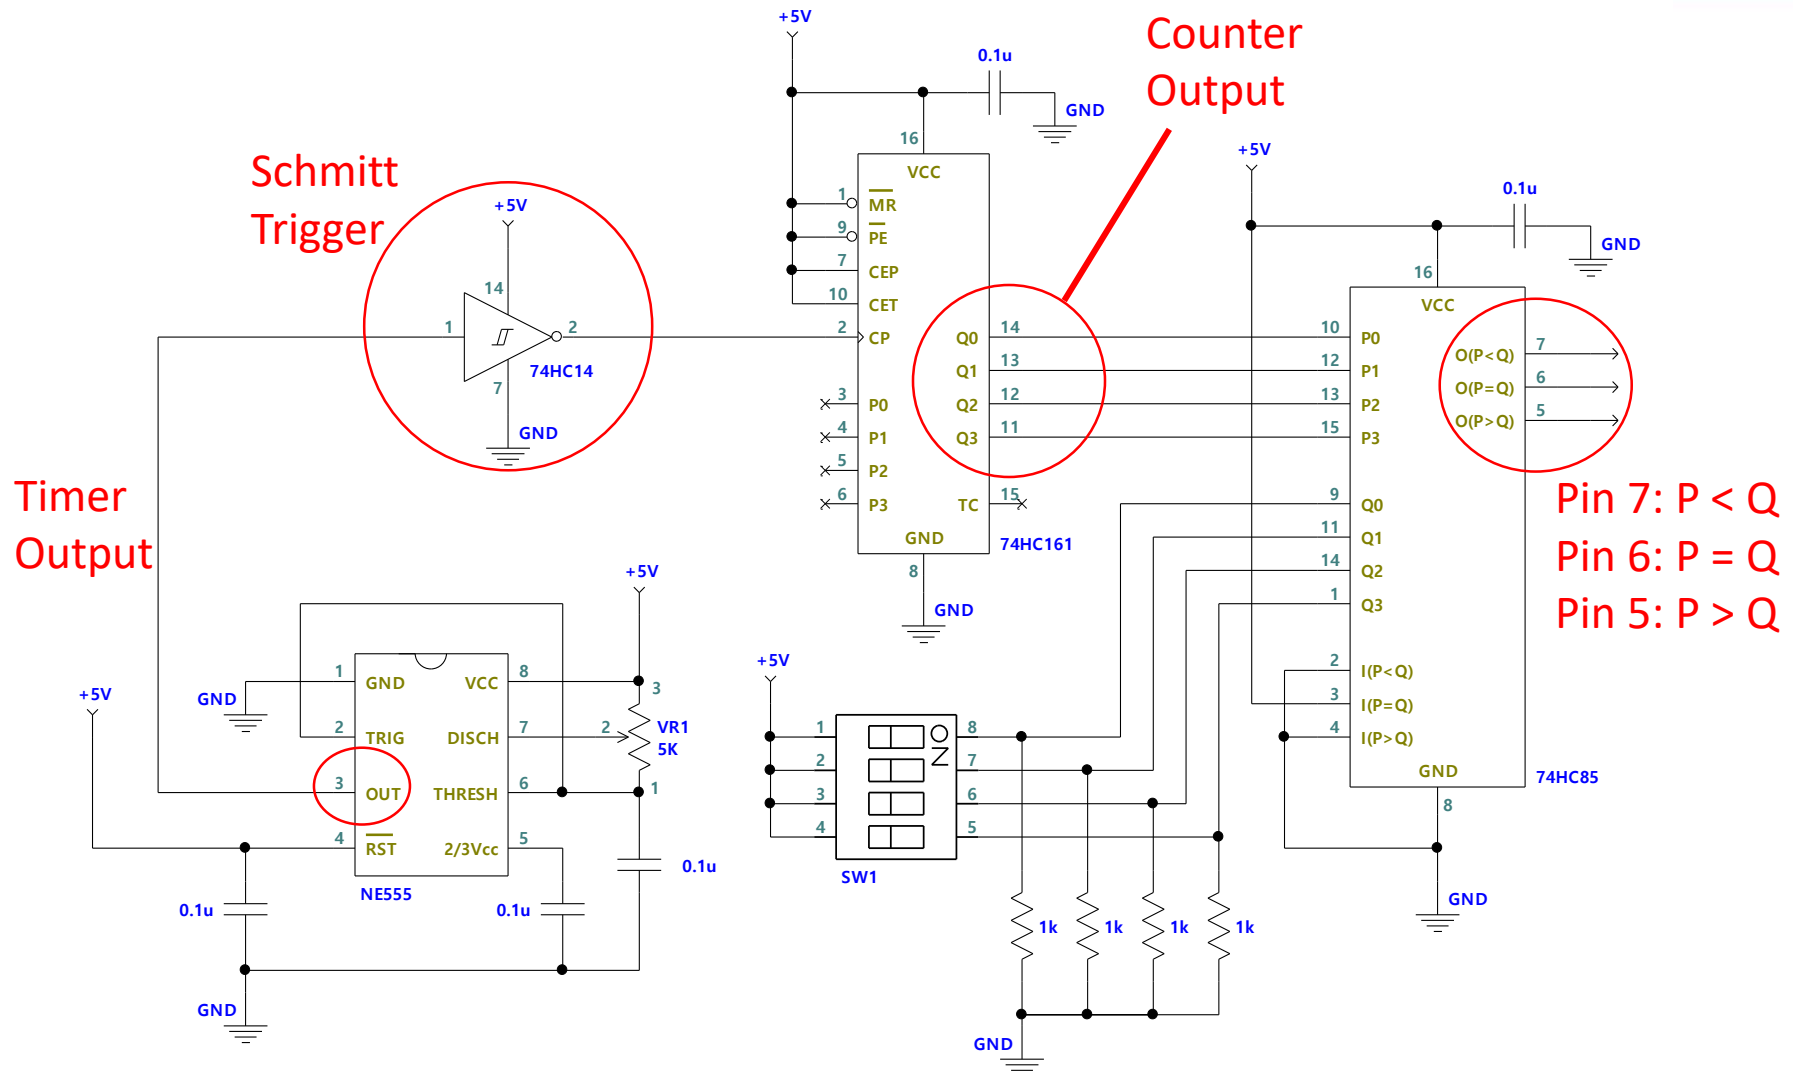 +5V
Counter
Output
0.1u
GND
16
VCC
+5V
Schmitt
Trigger
+5V
0.1u
GND
1
MR
9
PE
7
CEP
10
CET
14
16
VCC
1
2
2
CP
Q0
14
10
P0
7
O(P<Q)
74HC14
Q1
13
12
P1
6
O(P=Q)
7
3
P0
Q2
12
13
P2
5
O(P>Q)
GND
4
P1
Q3
11
15
P3
5
P2
6
P3
TC
15
9
Q0
Timer
Output
Pin 7: P < Q
Pin 6: P = Q
Pin 5: P > Q
GND
74HC161
11
Q1
8
14
Q2
+5V
GND
1
Q3
+5V
+5V
1
GND
VCC
8
3
GND
2
TRIG
DISCH
7
2
VR1
5K
3
OUT
THRESH
6
1
4
RST
2/3Vcc
5
NE555
0.1u
0.1u
0.1u
GND
2
I(P<Q)
3
I(P=Q)
4
I(P>Q)
GND
74HC85
8
GND
1
8
2
7
3
6
4
5
ON
SW1
1k
1k
1k
1k
GND